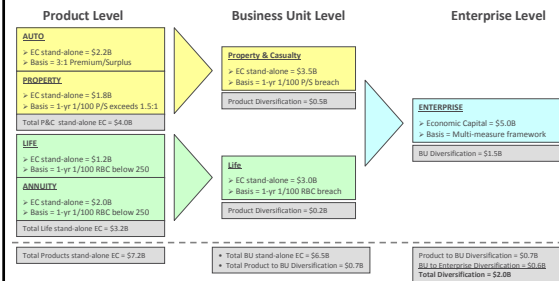 Product Level
Business Unit Level
Enterprise Level
AUTO
➢ EC stand-alone = $2.2B
➢ Basis = 3:1 Premium/Surplus
PROPERTY
➢ EC stand-alone = $1.8B
➢ Basis = 1-yr 1/100 P/S exceeds 1.5:1
Total P&C stand-alone EC = $4.0B
LIFE
➢ EC stand-alone = $1.2B
➢ Basis = 1-yr 1/100 RBC below 250
ANNUITY
➢ EC stand-alone = $2.0B
➢ Basis = 1-yr 1/100 RBC below 250
Total Life stand-alone EC = $3.2B
Property & Casualty
➢ EC stand-alone = $3.5B
➢ Basis = 1-yr 1/100 P/S breach
Product Diversification = $0.5B
Life
➢ EC stand-alone = $3.0B
➢ Basis = 1-yr 1/100 RBC breach
Product Diversification = $0.2B
ENTERPRISE
➢ Economic Capital = $5.0B
➢ Basis = Multi-measure framework
BU Diversification = $1.5B
Total Products stand-alone EC = $7.2B
• Total BU stand-alone EC = $6.5B
• Total Product to BU Diversification = $0.7B
Product to BU Diversification = $0.7B
BU to Enterprise Diversification = $0.6B
Total Diversification = $2.0B